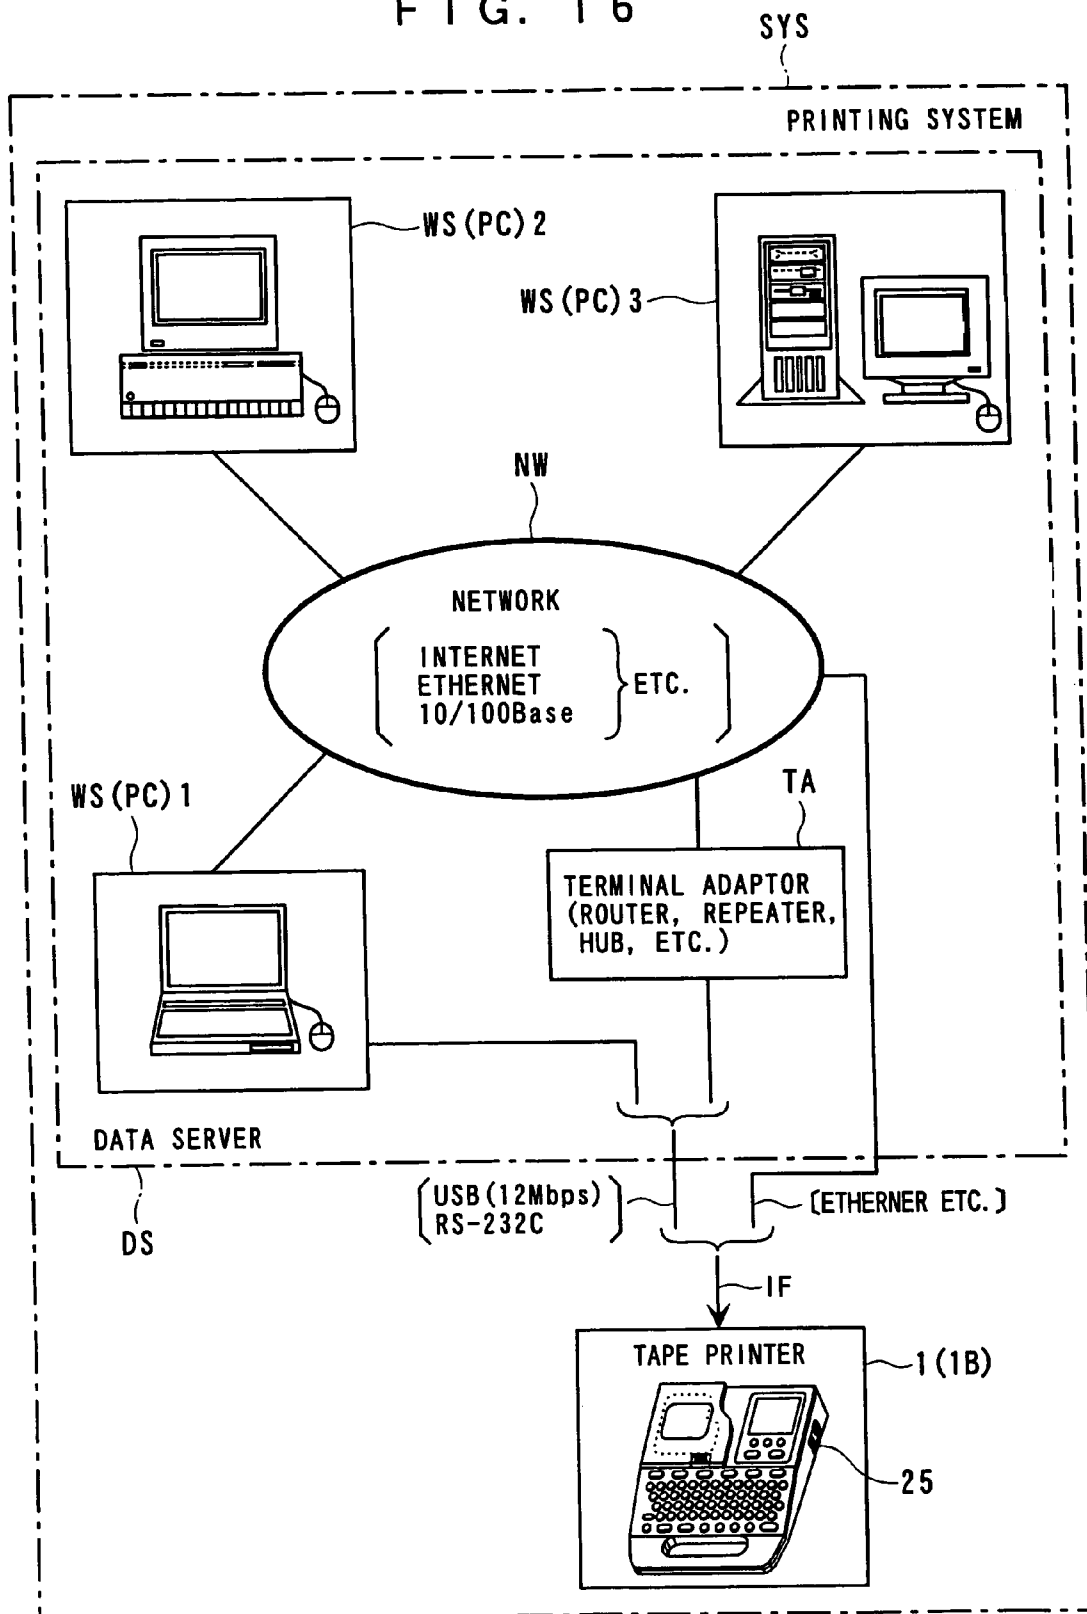 FIG. 16
SYS
PRINTING SYSTEM
WS(PC)2
WS(PC)3
NW
NETWORK
INTERNET
ETHERNET
10/100Base
ETC.
WS(PC)1
TA
TERMINAL ADAPTOR
(ROUTER, REPEATER,
HUB, ETC.)
DATA SERVER
DS
USB(12Mbps)
RS-232C
[ETHERNER ETC.]
IF
TAPE PRINTER
1(1B)
25